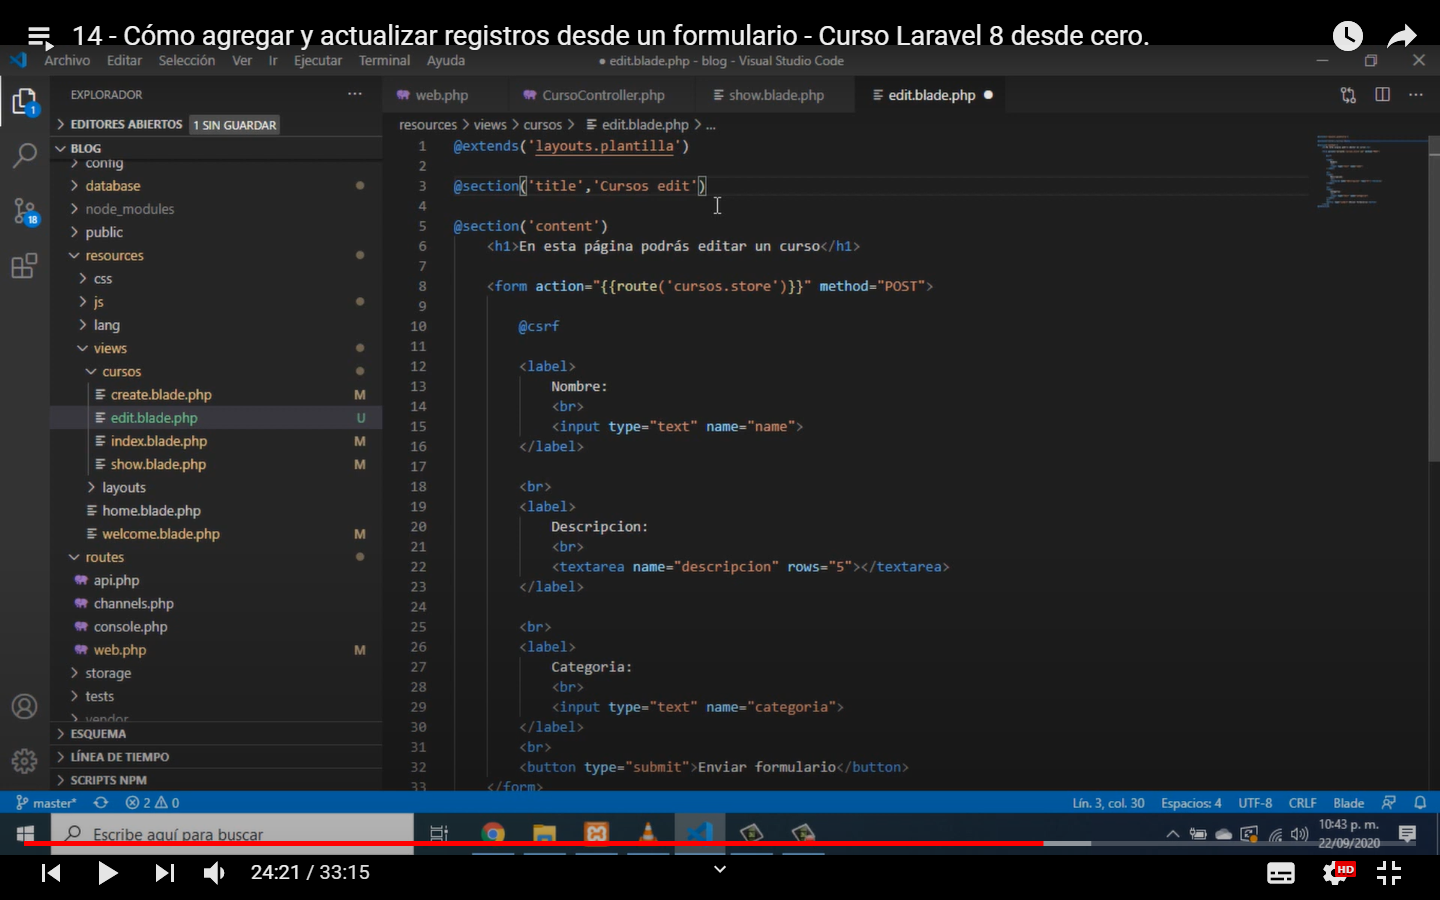 14 - Cómo agregar y actualizar registros desde un formulario - Curso Laravel 8 desde cero.
Archivo Editar Selección Ver Ir Ejecutar Terminal Ayuda
● edit.blade.php - blog - Visual Studio Code
EXPLORADOR
web.php CursoController.php show.blade.php edit.blade.php
EDITORES ABIERTOS 1 SIN GUARDAR
resources > views > cursos > edit.blade.php > ...
BLOG
config
database
node_modules
public
resources
css
js
lang
views
cursos
create.blade.php M
edit.blade.php U
index.blade.php M
show.blade.php M
layouts
home.blade.php
welcome.blade.php M
routes
api.php
channels.php
console.php
web.php M
storage
tests
vendor
ESQUEMA
LÍNEA DE TIEMPO
SCRIPTS NPM
1
18
1 @extends('layouts.plantilla')
2
3 @section('title','Cursos edit')
4
5 @section('content')
6 <h1>En esta página podrás editar un curso</h1>
7
8 <form action="{{route('cursos.store')}}" method="POST">
9
10 @csrf
11
12 <label>
13 Nombre:
14 <br>
15 <input type="text" name="name">
16 </label>
17
18 <br>
19 <label>
20 Descripcion:
21 <br>
22 <textarea name="descripcion" rows="5"></textarea>
23 </label>
24
25 <br>
26 <label>
27 Categoria:
28 <br>
29 <input type="text" name="categoria">
30 </label>
31 <br>
32 <button type="submit">Enviar formulario</button>
33 </form>
master* 2 0
Lín. 3, col. 30 Espacios: 4 UTF-8 CRLF Blade
Escribe aquí para buscar
10:43 p. m.
22/09/2020
24:21 / 33:15
HD